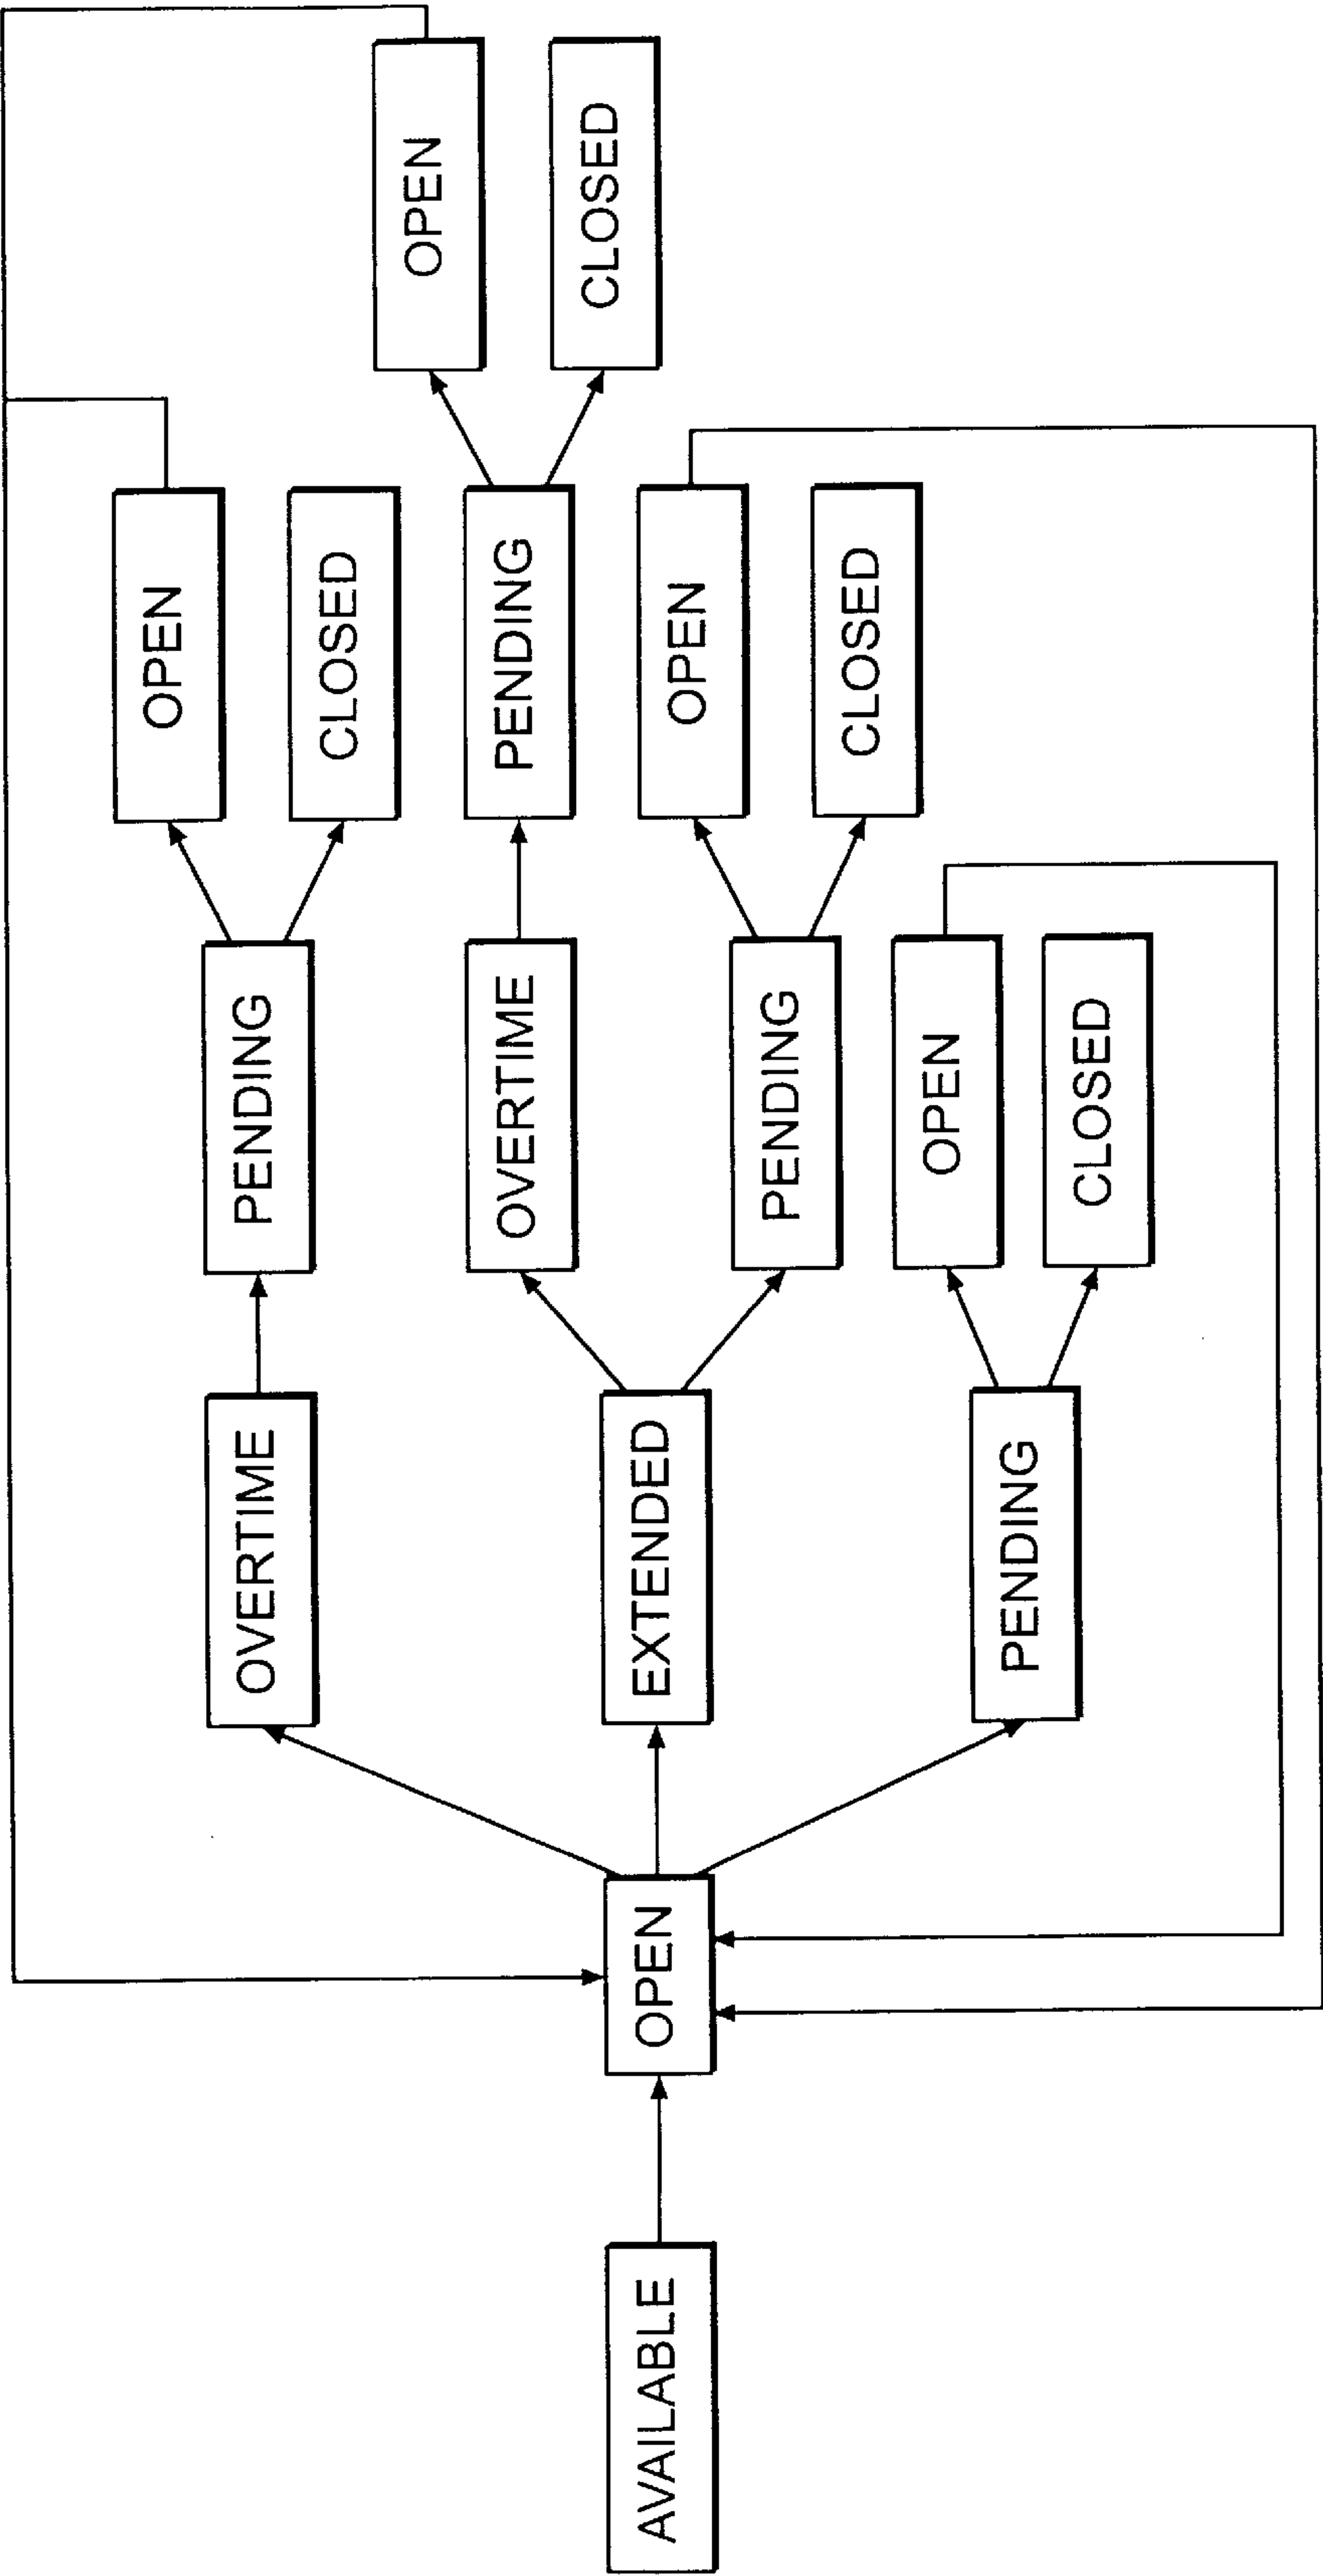 OPEN
OVERTIME
PENDING
CLOSED
OPEN
OVERTIME
PENDING
CLOSED
AVAILABLE
OPEN
EXTENDED
OPEN
PENDING
CLOSED
OPEN
PENDING
CLOSED